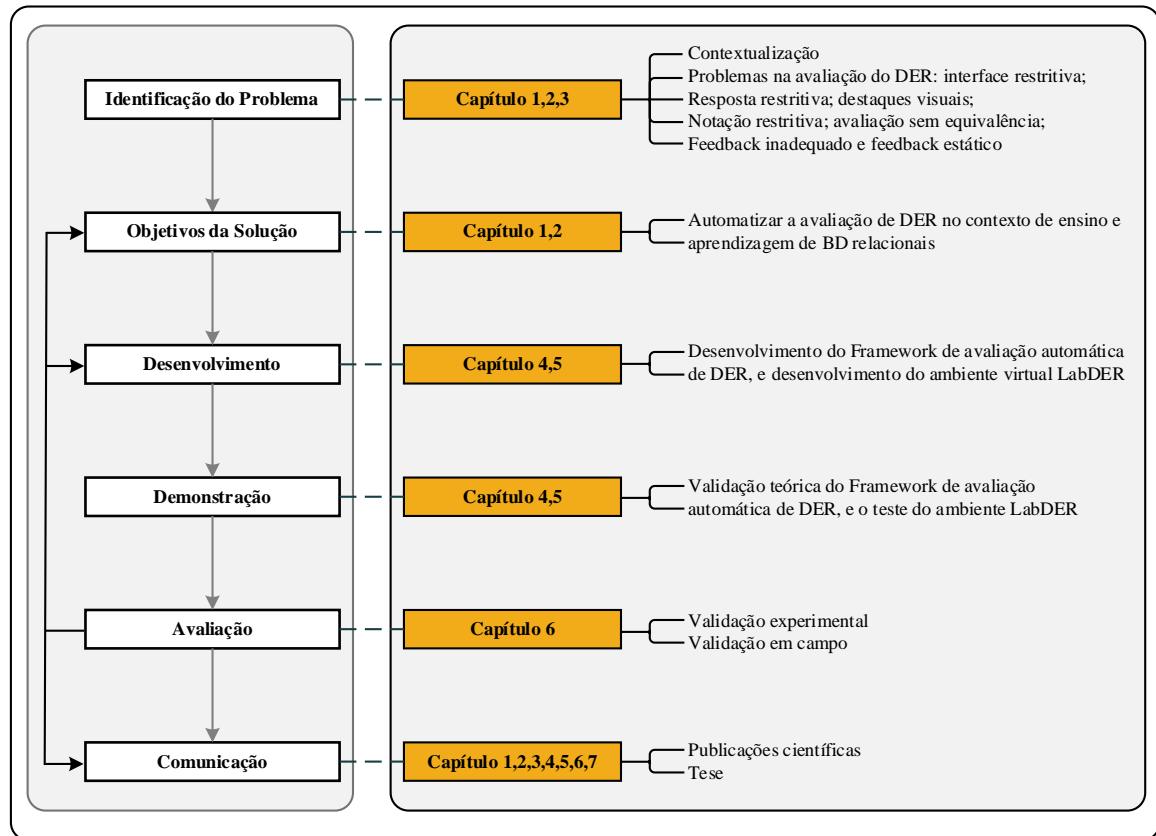 Identificação do Problema
Capítulo 1,2,3
Contextualização
Problemas na avaliação do DER: interface restritiva;
Resposta restritiva; destaques visuais;
Notação restritiva; avaliação sem equivalência;
Feedback inadequado e feedback estático
Objetivos da Solução
Capítulo 1,2
Automatizar a avaliação de DER no contexto de ensino e
aprendizagem de BD relacionais
Desenvolvimento
Capítulo 4,5
Desenvolvimento do Framework de avaliação automática
de DER, e desenvolvimento do ambiente virtual LabDER
Demonstração
Capítulo 4,5
Validação teórica do Framework de avaliação
automática de DER, e o teste do ambiente LabDER
Avaliação
Capítulo 6
Validação experimental
Validação em campo
Comunicação
Capítulo 1,2,3,4,5,6,7
Publicações científicas
Tese